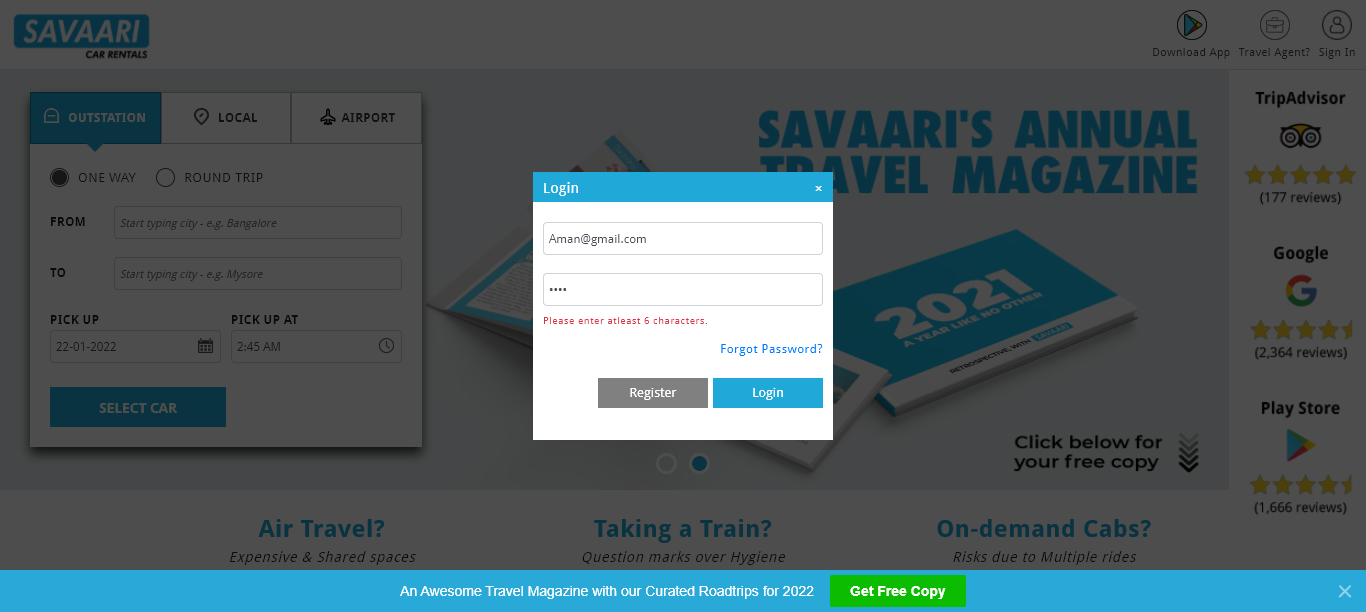 SAVAARI
CAR RENTALS
Download App
Travel Agent?
Sign In
OUTSTATION
LOCAL
AIRPORT
ONE WAY
ROUND TRIP
FROM
Start typing city - e.g. Bangalore
TO
Start typing city - e.g. Mysore
PICK UP
PICK UP AT
22-01-2022
2:45 AM
SELECT CAR
SAVAARI'S ANNUAL
TRAVEL MAGAZINE
2021
A YEAR LIKE NO OTHER
RETROSPECTIVE WITH SAVAARI
Click below for
your free copy
Login
×
Aman@gmail.com
••••
Please enter atleast 6 characters.
Forgot Password?
Register
Login
TripAdvisor
(177 reviews)
Google
(2,364 reviews)
Play Store
(1,666 reviews)
Air Travel?
Expensive & Shared spaces
Taking a Train?
Question marks over Hygiene
On-demand Cabs?
Risks due to Multiple rides
An Awesome Travel Magazine with our Curated Roadtrips for 2022
Get Free Copy